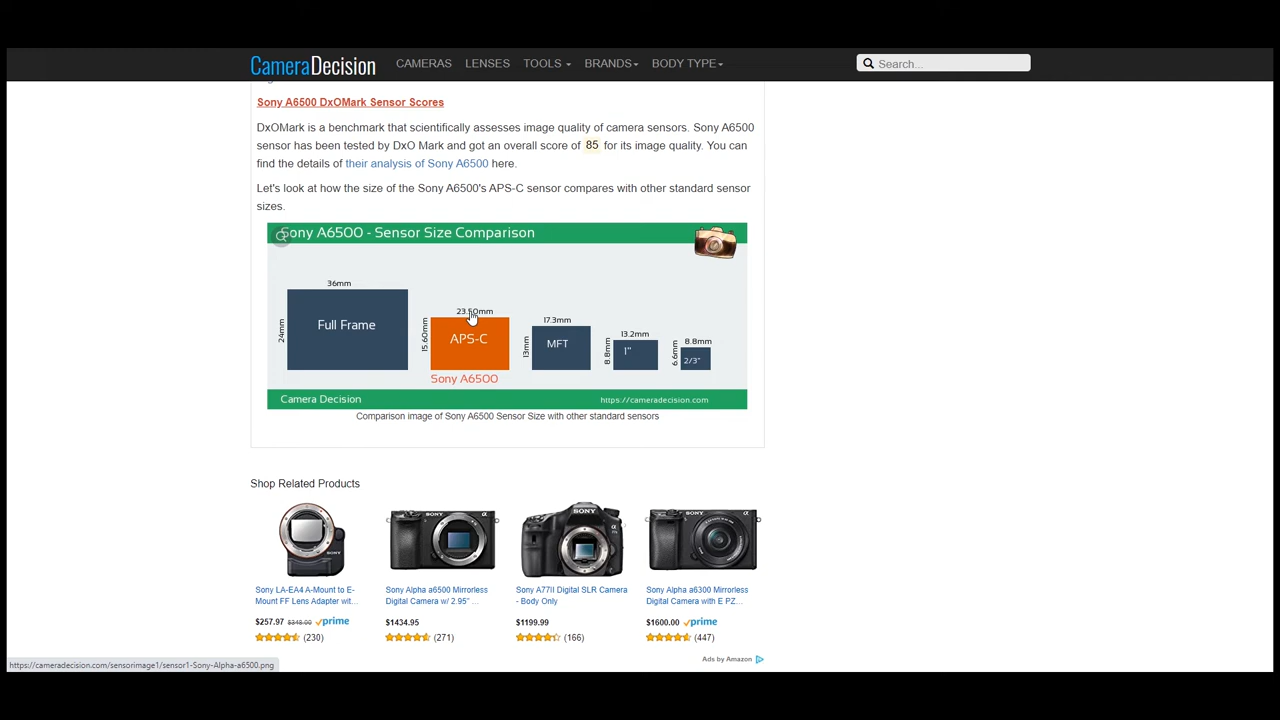 CameraDecision CAMERAS LENSES TOOLS BRANDS BODY TYPE Search...
Sony A6500 DxOMark Sensor Scores
DxOMark is a benchmark that scientifically assesses image quality of camera sensors. Sony A6500
sensor has been tested by DxO Mark and got an overall score of 85 for its image quality. You can
find the details of their analysis of Sony A6500 here.
Let's look at how the size of the Sony A6500's APS-C sensor compares with other standard sensor
sizes.
Sony A6500 - Sensor Size Comparison
36mm
24mm
Full Frame
23.50mm
15.60mm
APS-C
Sony A6500
17.3mm
13mm
MFT
13.2mm
8.8mm
1"
8.8mm
6.6mm
2/3"
Camera Decision https://cameradecision.com
Comparison image of Sony A6500 Sensor Size with other standard sensors
Shop Related Products
SONY
SONY
SONY
SONY
Sony LA-EA4 A-Mount to E-
Mount FF Lens Adapter wit...
$257.97 $348.00 prime
(230)
Sony Alpha a6500 Mirrorless
Digital Camera w/ 2.95" ...
$1434.95
(271)
Sony A77II Digital SLR Camera
- Body Only
$1199.99
(166)
Sony Alpha a6300 Mirrorless
Digital Camera with E PZ...
$1600.00 prime
(447)
Ads by Amazon
https://cameradecision.com/sensorimage1/sensor1-Sony-Alpha-a6500.png